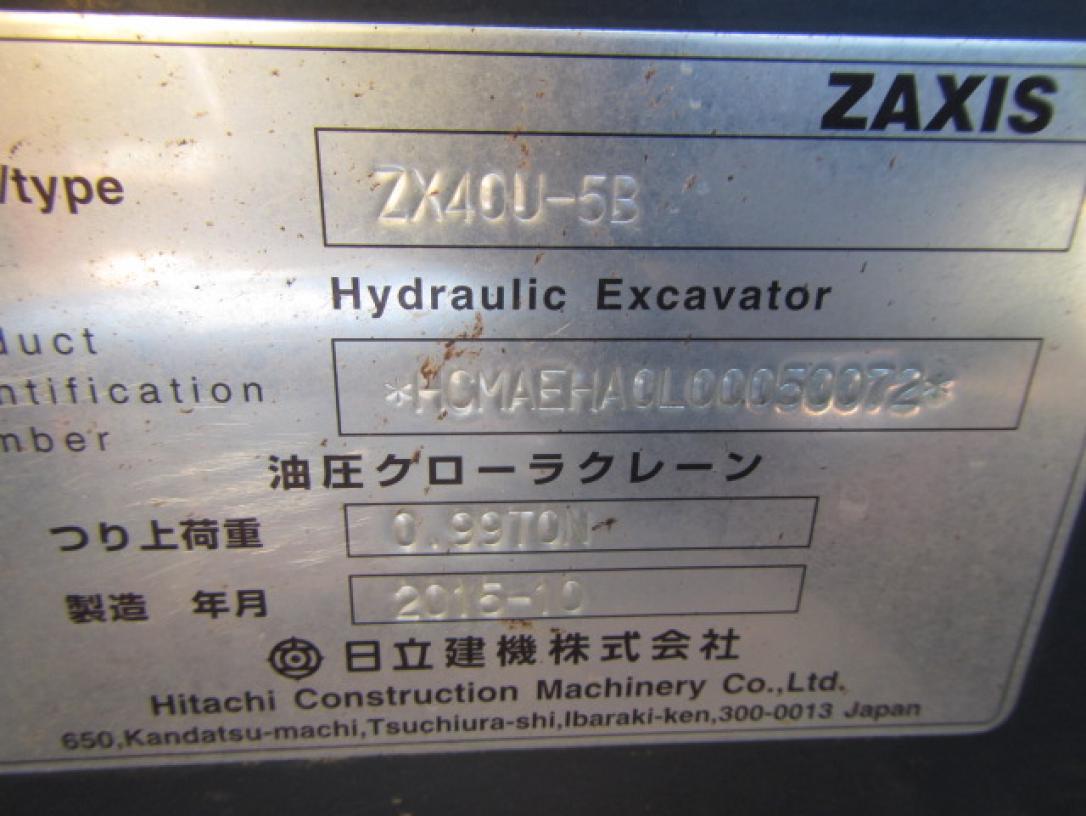 ZAXIS
/type ZX40U-5B
Hydraulic Excavator
duct
ntification *HCMAEHA0L00050072*
mber
油圧クローラクレーン
つり上荷重 0.99TON
製造 年月 2015-10
日立建機株式会社
Hitachi Construction Machinery Co.,Ltd.
650,Kandatsu-machi,Tsuchiura-shi,Ibaraki-ken,300-0013 Japan